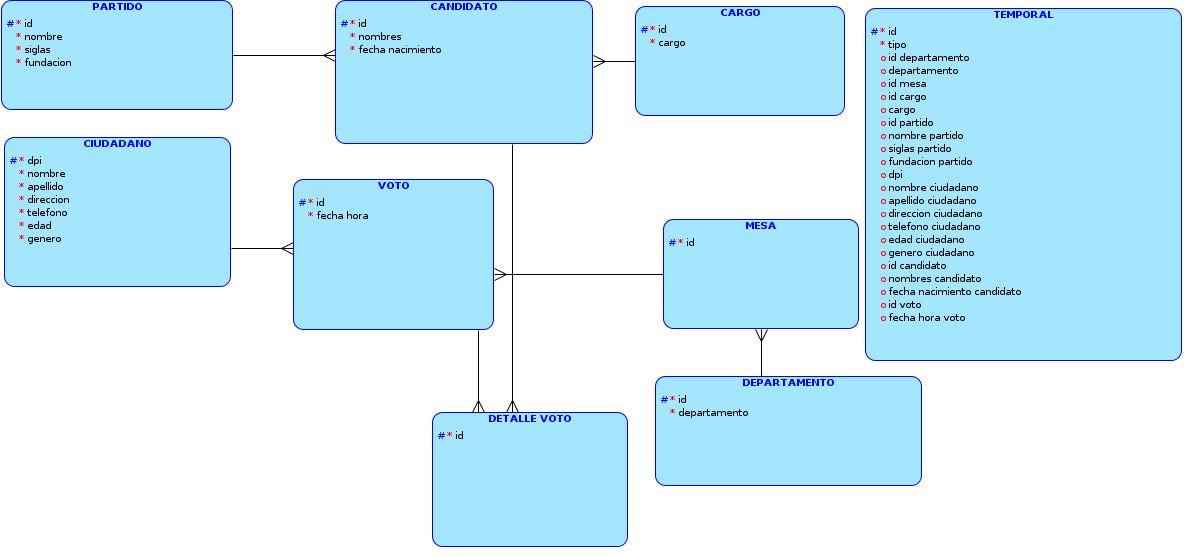 PARTIDO
#* id
* nombre
* siglas
* fundacion
CANDIDATO
#* id
* nombres
* fecha nacimiento
CARGO
#* id
* cargo
TEMPORAL
#* id
* tipo
o id departamento
o departamento
o id mesa
o id cargo
o cargo
o id partido
o nombre partido
o siglas partido
o fundacion partido
o dpi
o nombre ciudadano
o apellido ciudadano
o direccion ciudadano
o telefono ciudadano
o edad ciudadano
o genero ciudadano
o id candidato
o nombres candidato
o fecha nacimiento candidato
o id voto
o fecha hora voto
CIUDADANO
#* dpi
* nombre
* apellido
* direccion
* telefono
* edad
* genero
VOTO
#* id
* fecha hora
MESA
#* id
DEPARTAMENTO
#* id
* departamento
DETALLE VOTO
#* id